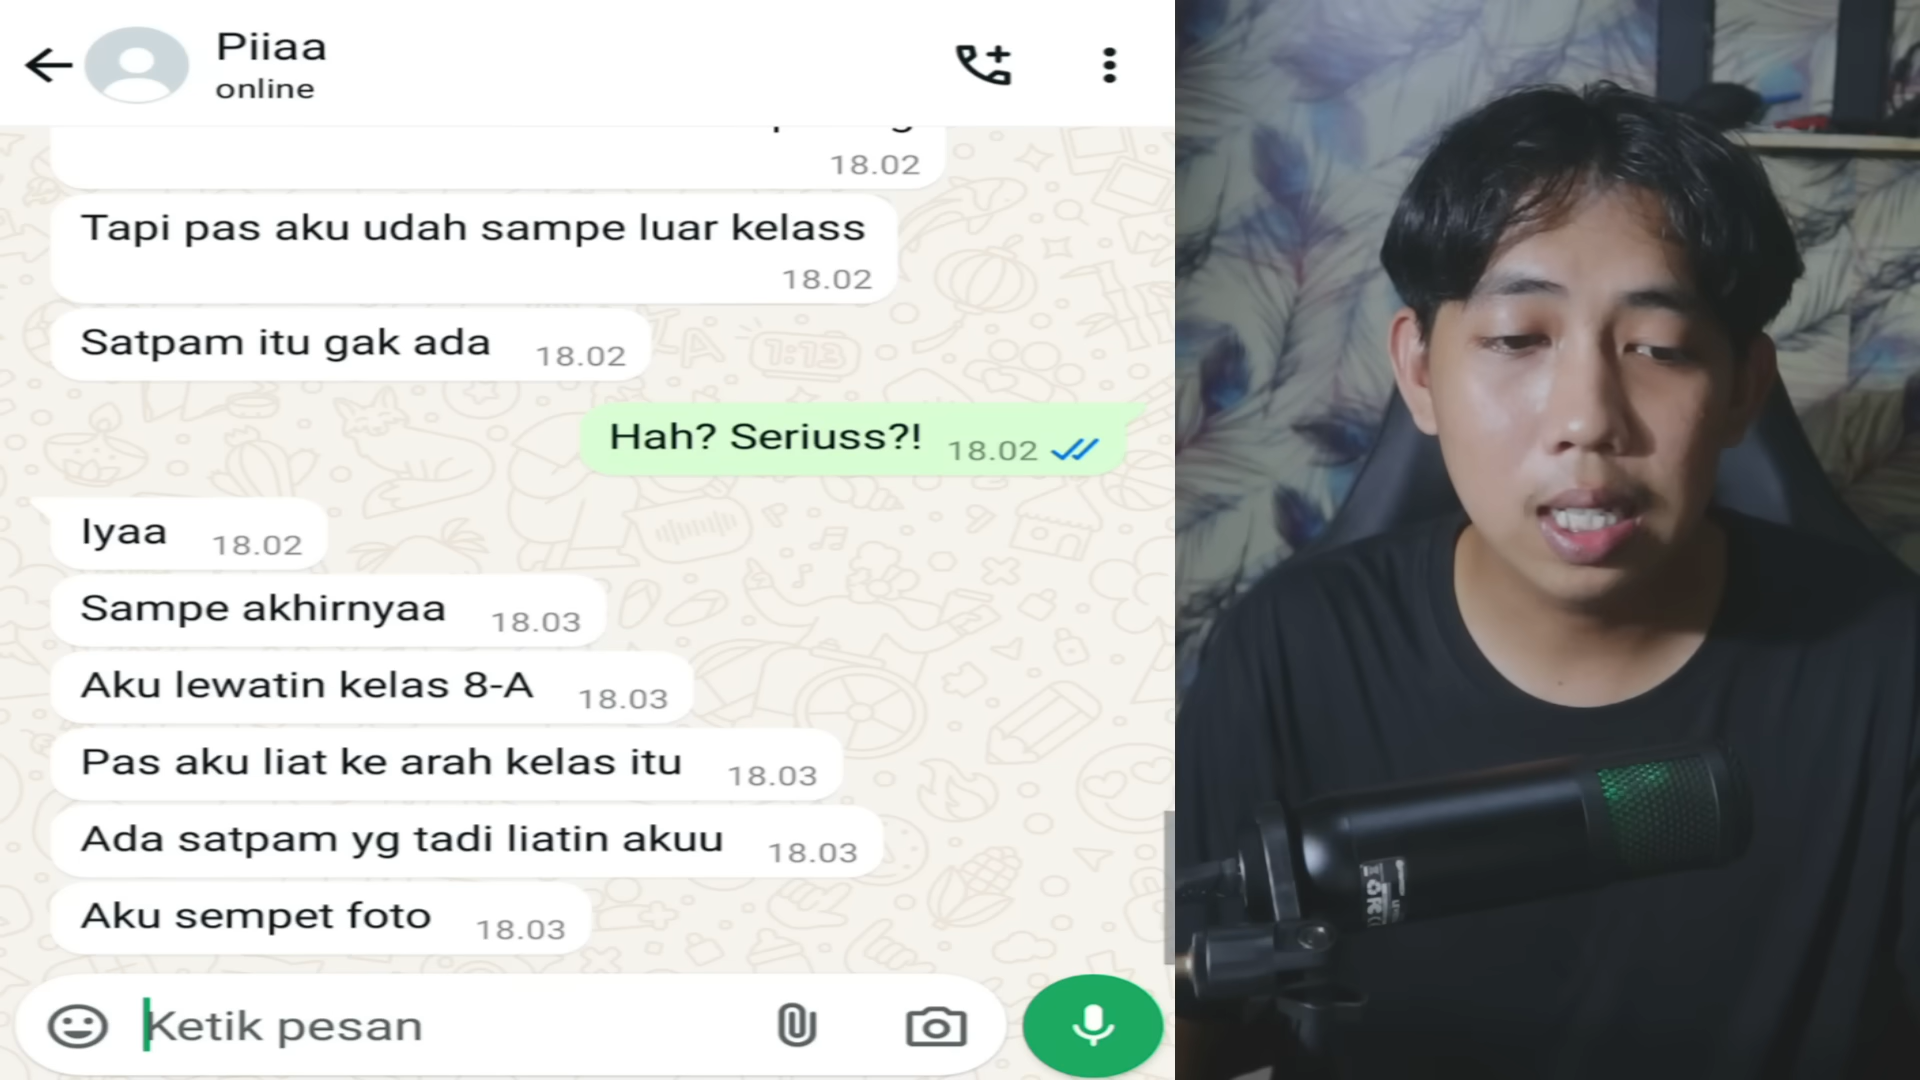 Piiaa
online
18.02
Tapi pas aku udah sampe luar kelass
18.02
Satpam itu gak ada 18.02
Hah? Seriuss?! 18.02
Iyaa 18.02
Sampe akhirnyaa 18.03
Aku lewatin kelas 8-A 18.03
Pas aku liat ke arah kelas itu 18.03
Ada satpam yg tadi liatin akuu 18.03
Aku sempet foto 18.03
Ketik pesan